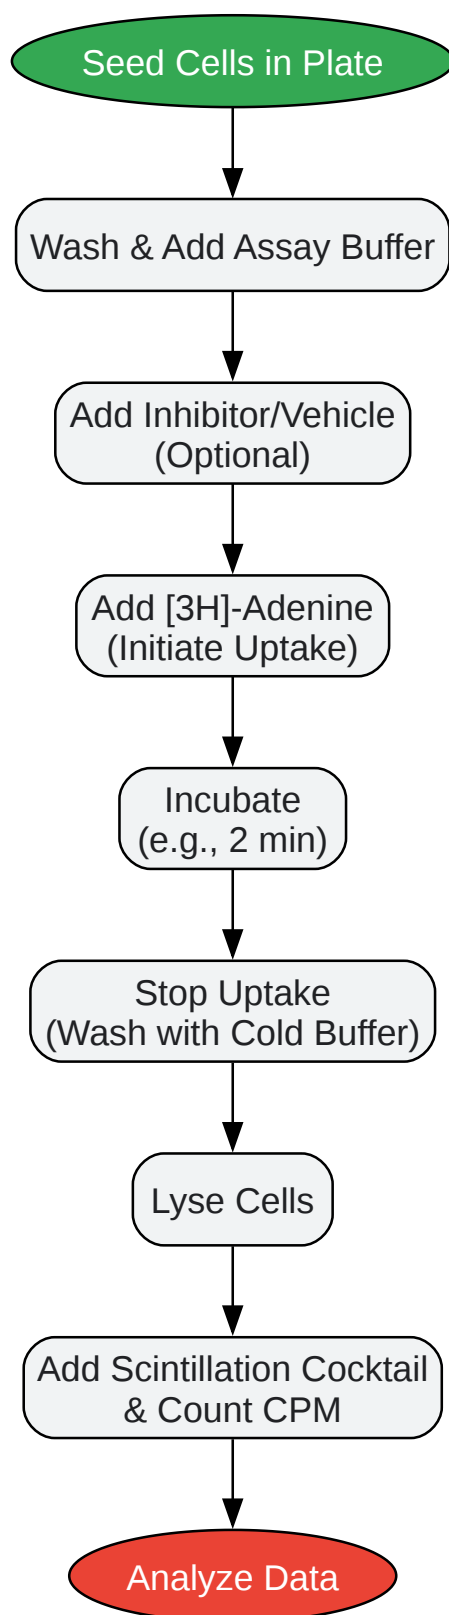 Seed Cells in Plate
Wash & Add Assay Buffer
Add Inhibitor/Vehicle
(Optional)
Add [3H]-Adenine
(Initiate Uptake)
Incubate
(e.g., 2 min)
Stop Uptake
(Wash with Cold Buffer)
Lyse Cells
Add Scintillation Cocktail
& Count CPM
Analyze Data